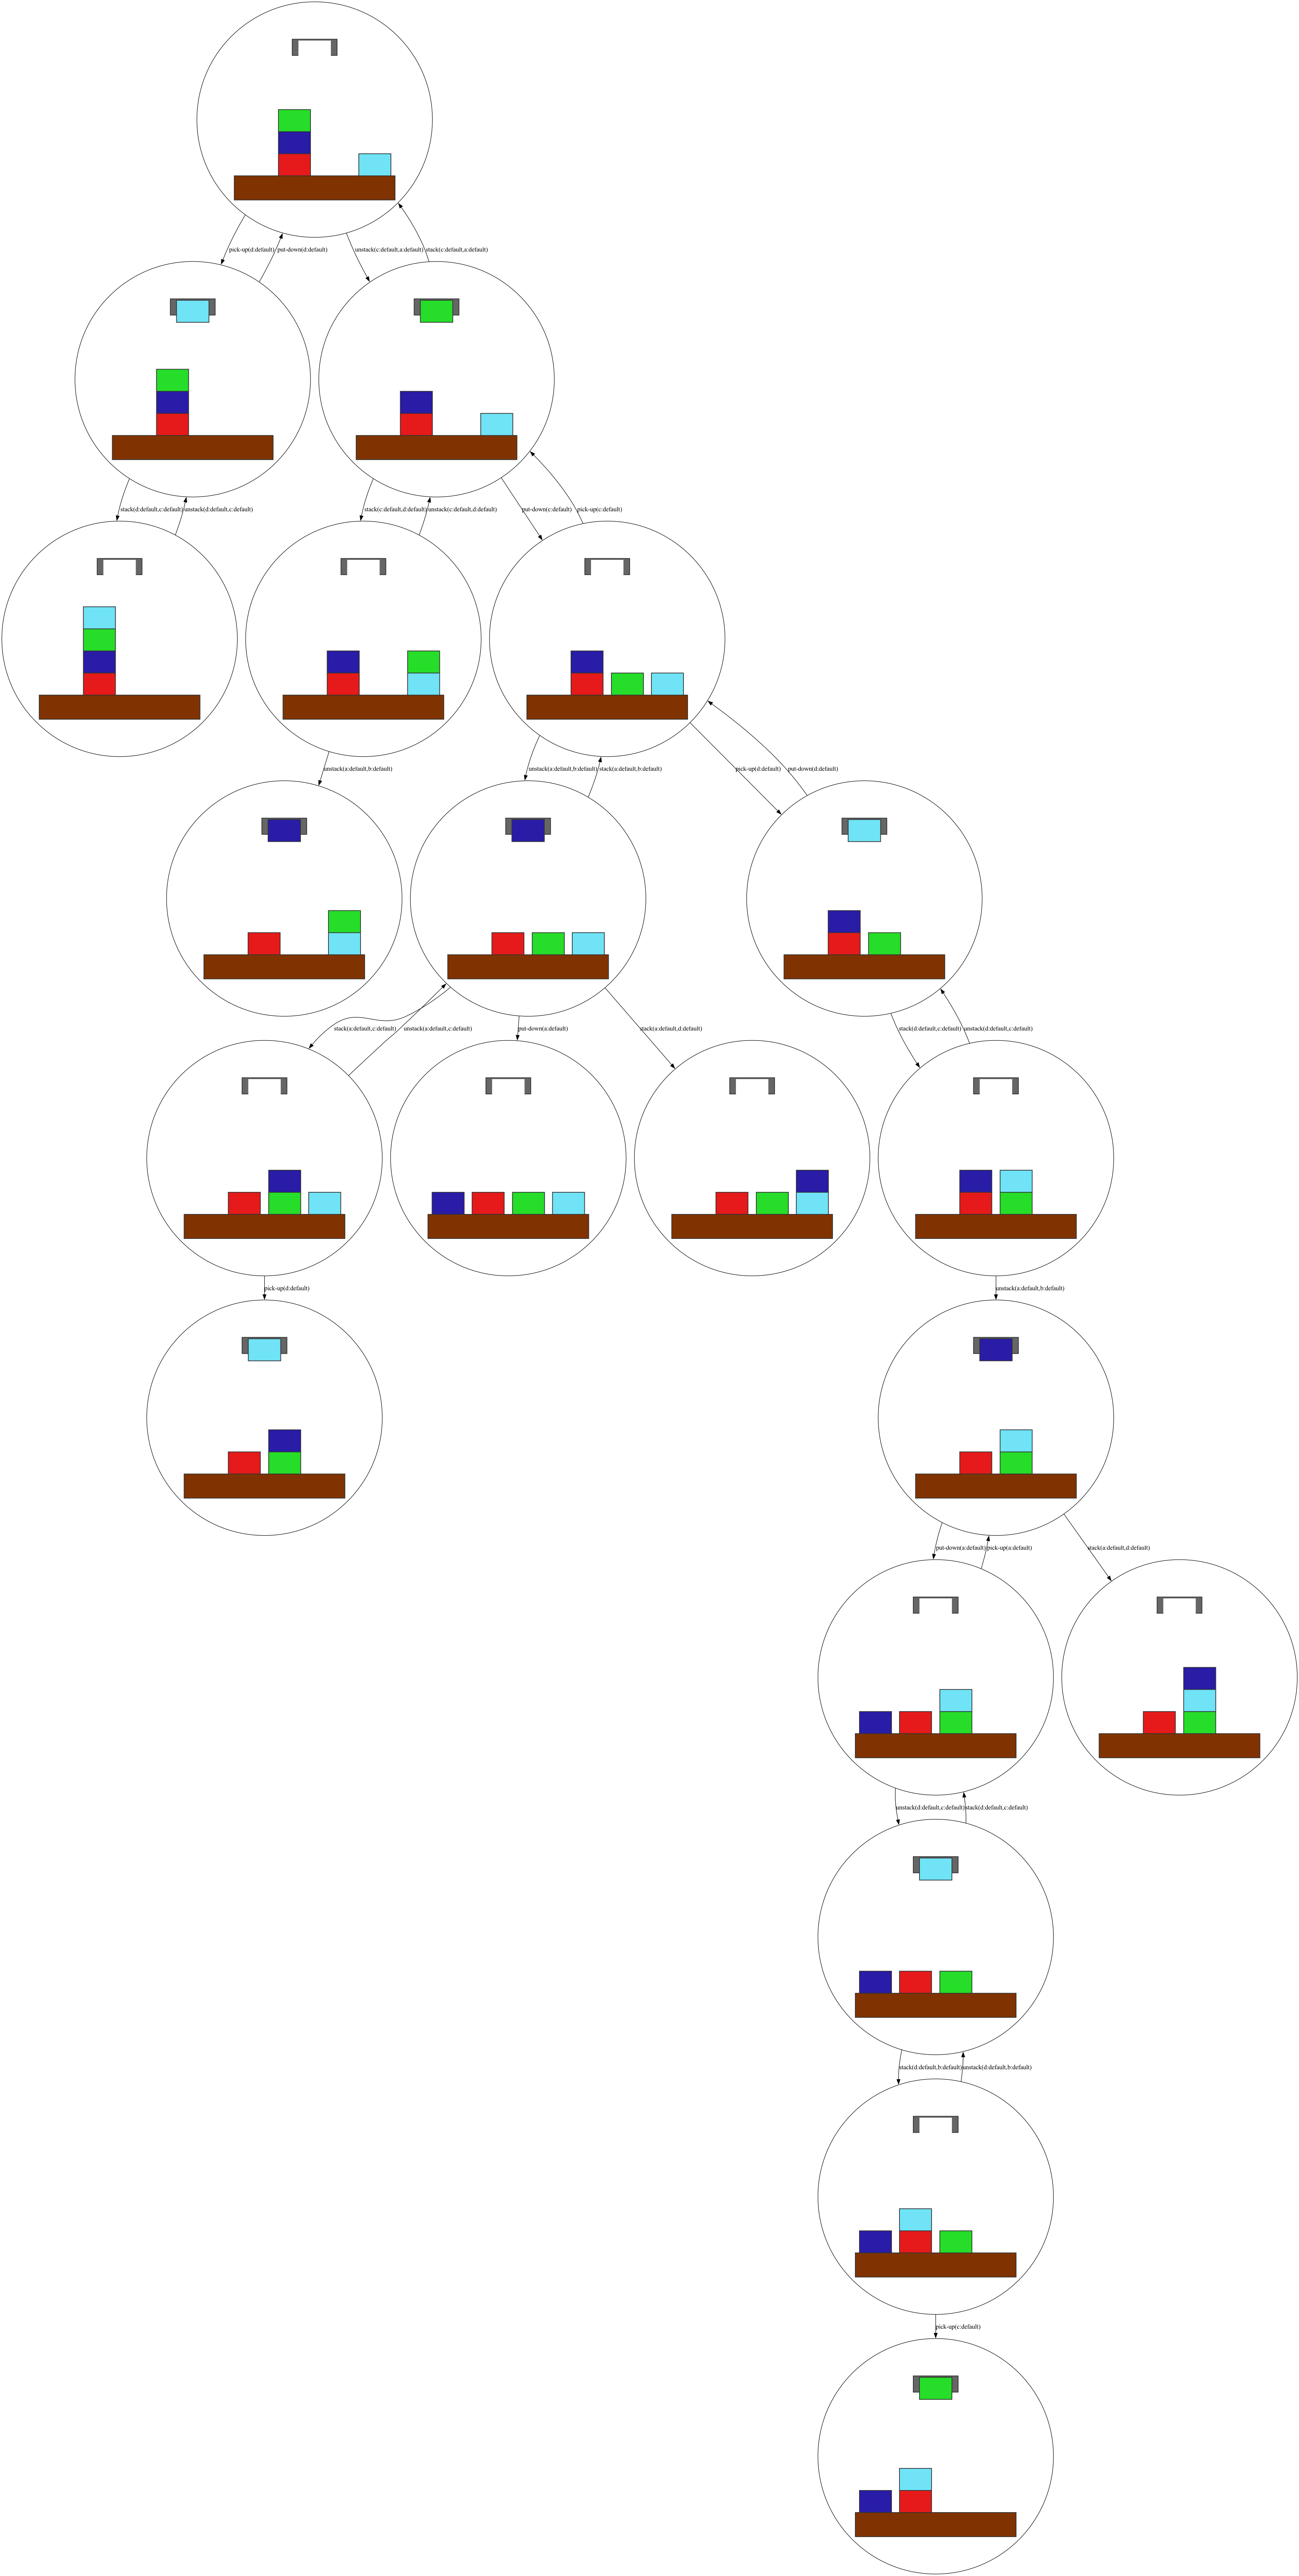 pick-up(d:default)
put-down(d:default)
unstack(c:default,a:default)
stack(c:default,a:default)
stack(d:default,c:default)
unstack(d:default,c:default)
stack(c:default,d:default)
unstack(c:default,d:default)
put-down(c:default)
pick-up(c:default)
unstack(a:default,b:default)
unstack(a:default,b:default)
stack(a:default,b:default)
pick-up(d:default)
put-down(d:default)
stack(a:default,c:default)
unstack(a:default,c:default)
put-down(a:default)
stack(a:default,d:default)
stack(d:default,c:default)
unstack(d:default,c:default)
pick-up(d:default)
unstack(a:default,b:default)
put-down(a:default)
pick-up(a:default)
stack(a:default,d:default)
unstack(d:default,c:default)
stack(d:default,c:default)
stack(d:default,b:default)
unstack(d:default,b:default)
pick-up(c:default)